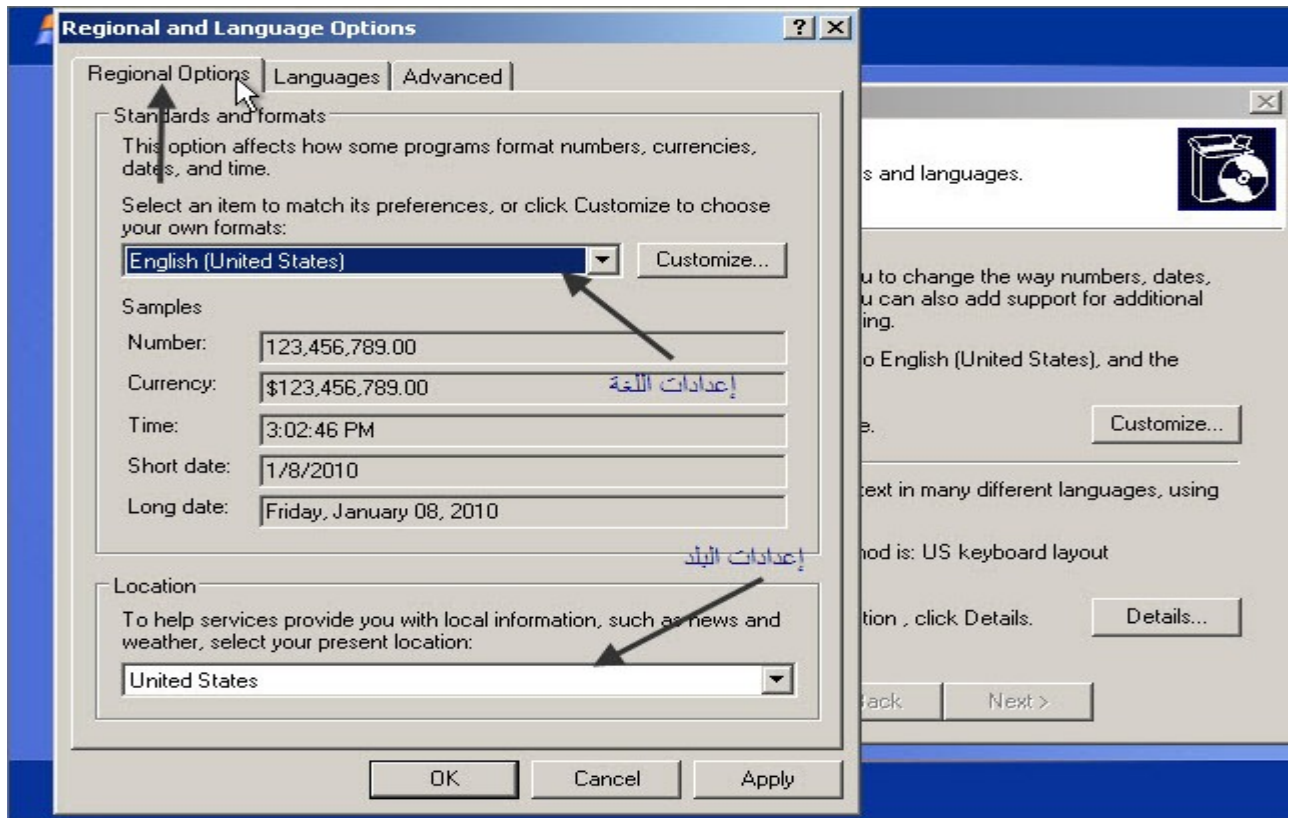 Regional and Language Options
Regional Options
Languages
Advanced
Standards and formats
This option affects how some programs format numbers, currencies,
dates, and time.
Select an item to match its preferences, or click Customize to choose
your own formats:
English (United States)
Customize...
Samples
Number:
123,456,789.00
Currency:
$123,456,789.00
إعدادات اللغة
Time:
3:02:46 PM
Short date:
1/8/2010
Long date:
Friday, January 08, 2010
إعدادات البلد
Location
To help services provide you with local information, such as news and
weather, select your present location:
United States
OK
Cancel
Apply
s and languages.
u to change the way numbers, dates,
u can also add support for additional
ing.
o English (United States), and the
e.
Customize...
text in many different languages, using
nod is: US keyboard layout
tion , click Details.
Details...
Back
Next >